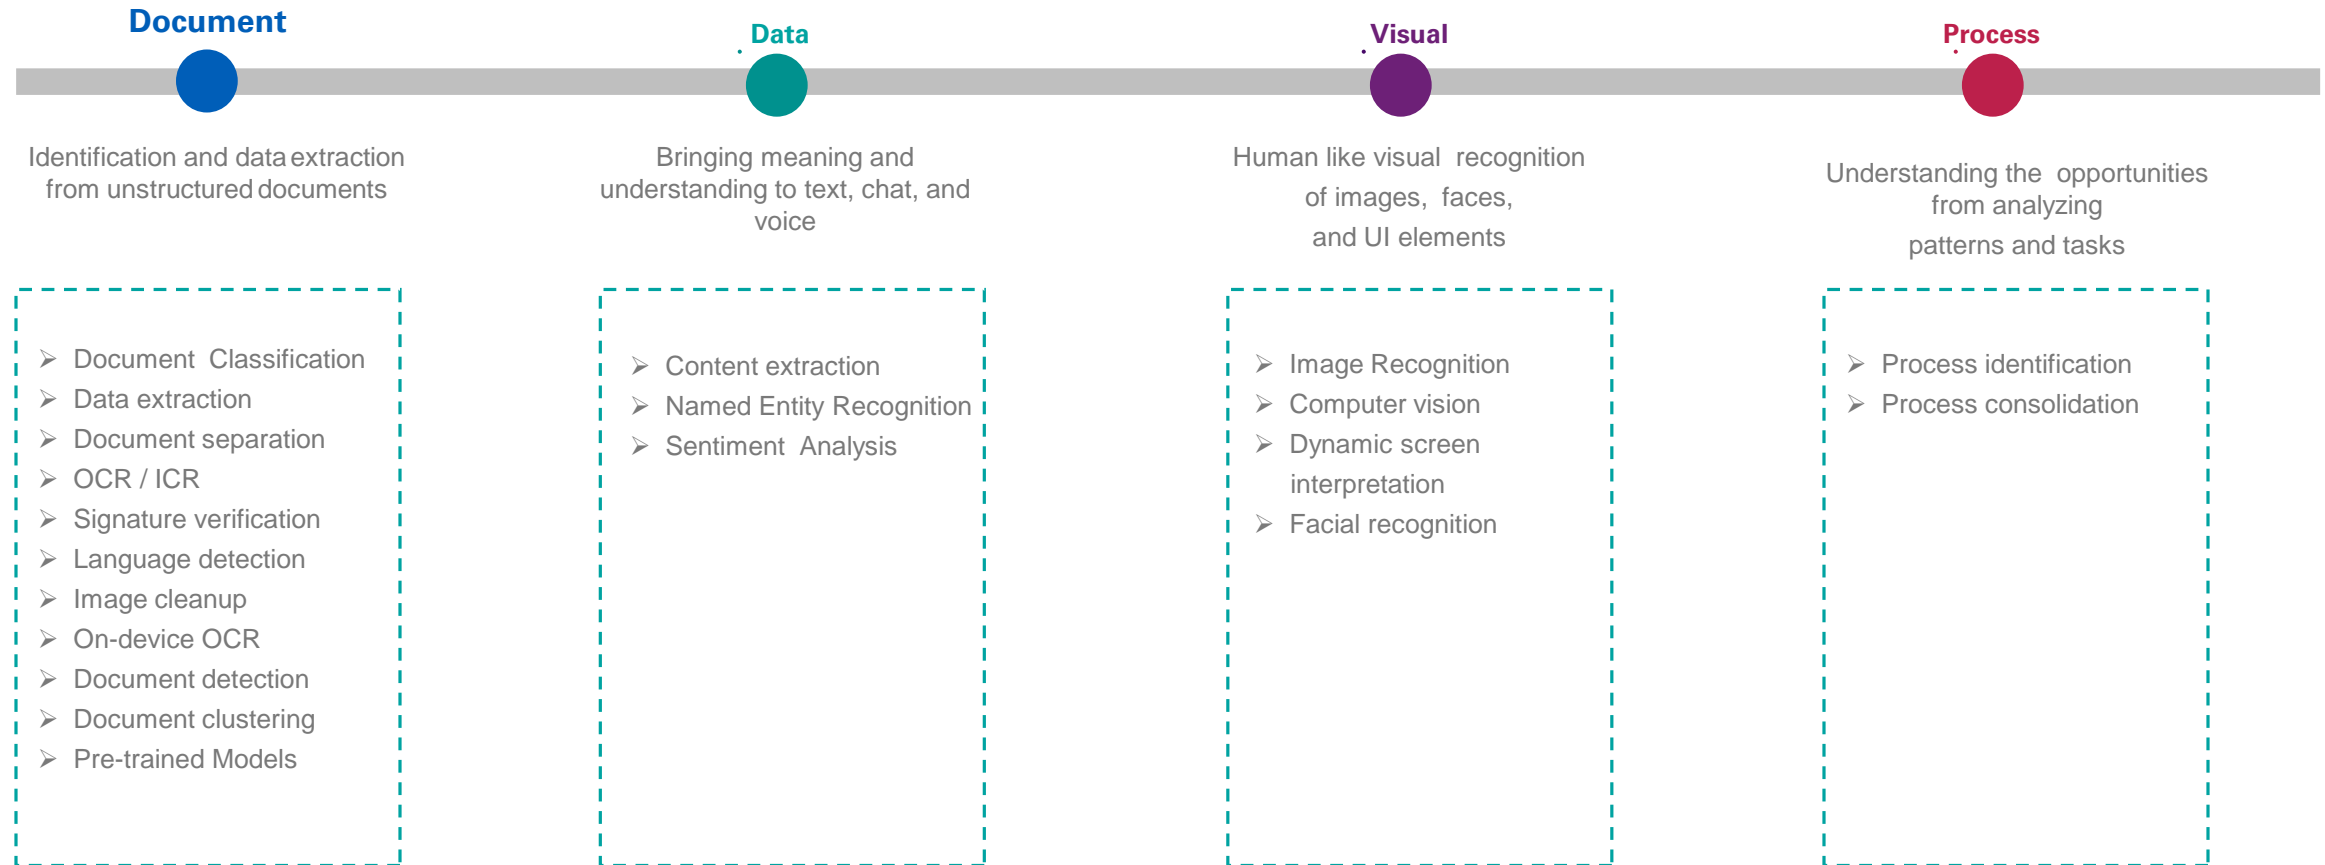 Document
Identification and data extraction
from unstructured documents
➢ Document Classification
➢ Data extraction
➢ Document separation
➢ OCR / ICR
➢ Signature verification
➢ Language detection
➢ Image cleanup
➢ On-device OCR
➢ Document detection
➢ Document clustering
➢ Pre-trained Models
Data
Bringing meaning and
understanding to text, chat, and
voice
➢ Content extraction
➢ Named Entity Recognition
➢ Sentiment Analysis
Visual
Human like visual recognition
of images, faces,
and UI elements
➢ Image Recognition
➢ Computer vision
➢ Dynamic screen
interpretation
➢ Facial recognition
Process
Understanding the opportunities
from analyzing
patterns and tasks
➢ Process identification
➢ Process consolidation